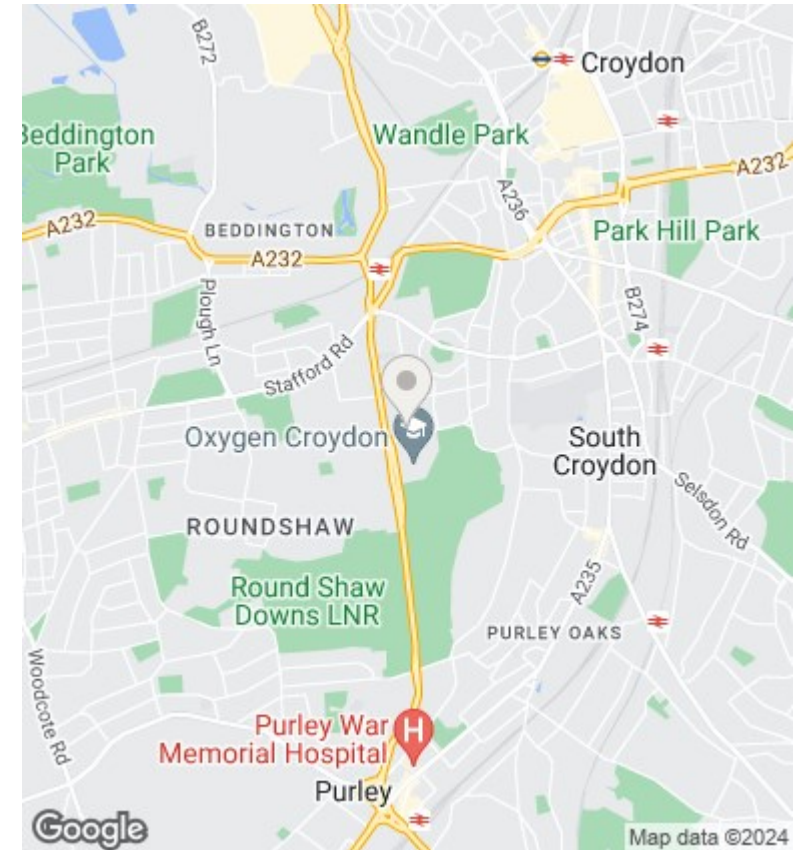 B272
Croydon
Beddington
Park
Wandle Park
A232
A236
A232
BEDDINGTON
A232
Park Hill Park
Plough Ln
B274
Stafford Rd
Oxygen Croydon
South
Croydon
Selsdon Rd
ROUNDSHAW
A235
Round Shaw
Downs LNR
PURLEY OAKS
Woodcote Rd
Purley War
Memorial Hospital
H
Purley
Google
Map data ©2024